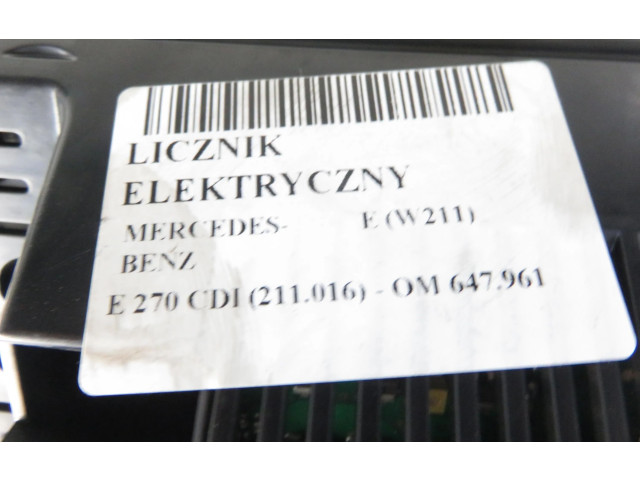 LICZNIK
ELEKTRYCZNY
MERCEDES- E (W211)
BENZ
E 270 CDI (211.016) - OM 647.961